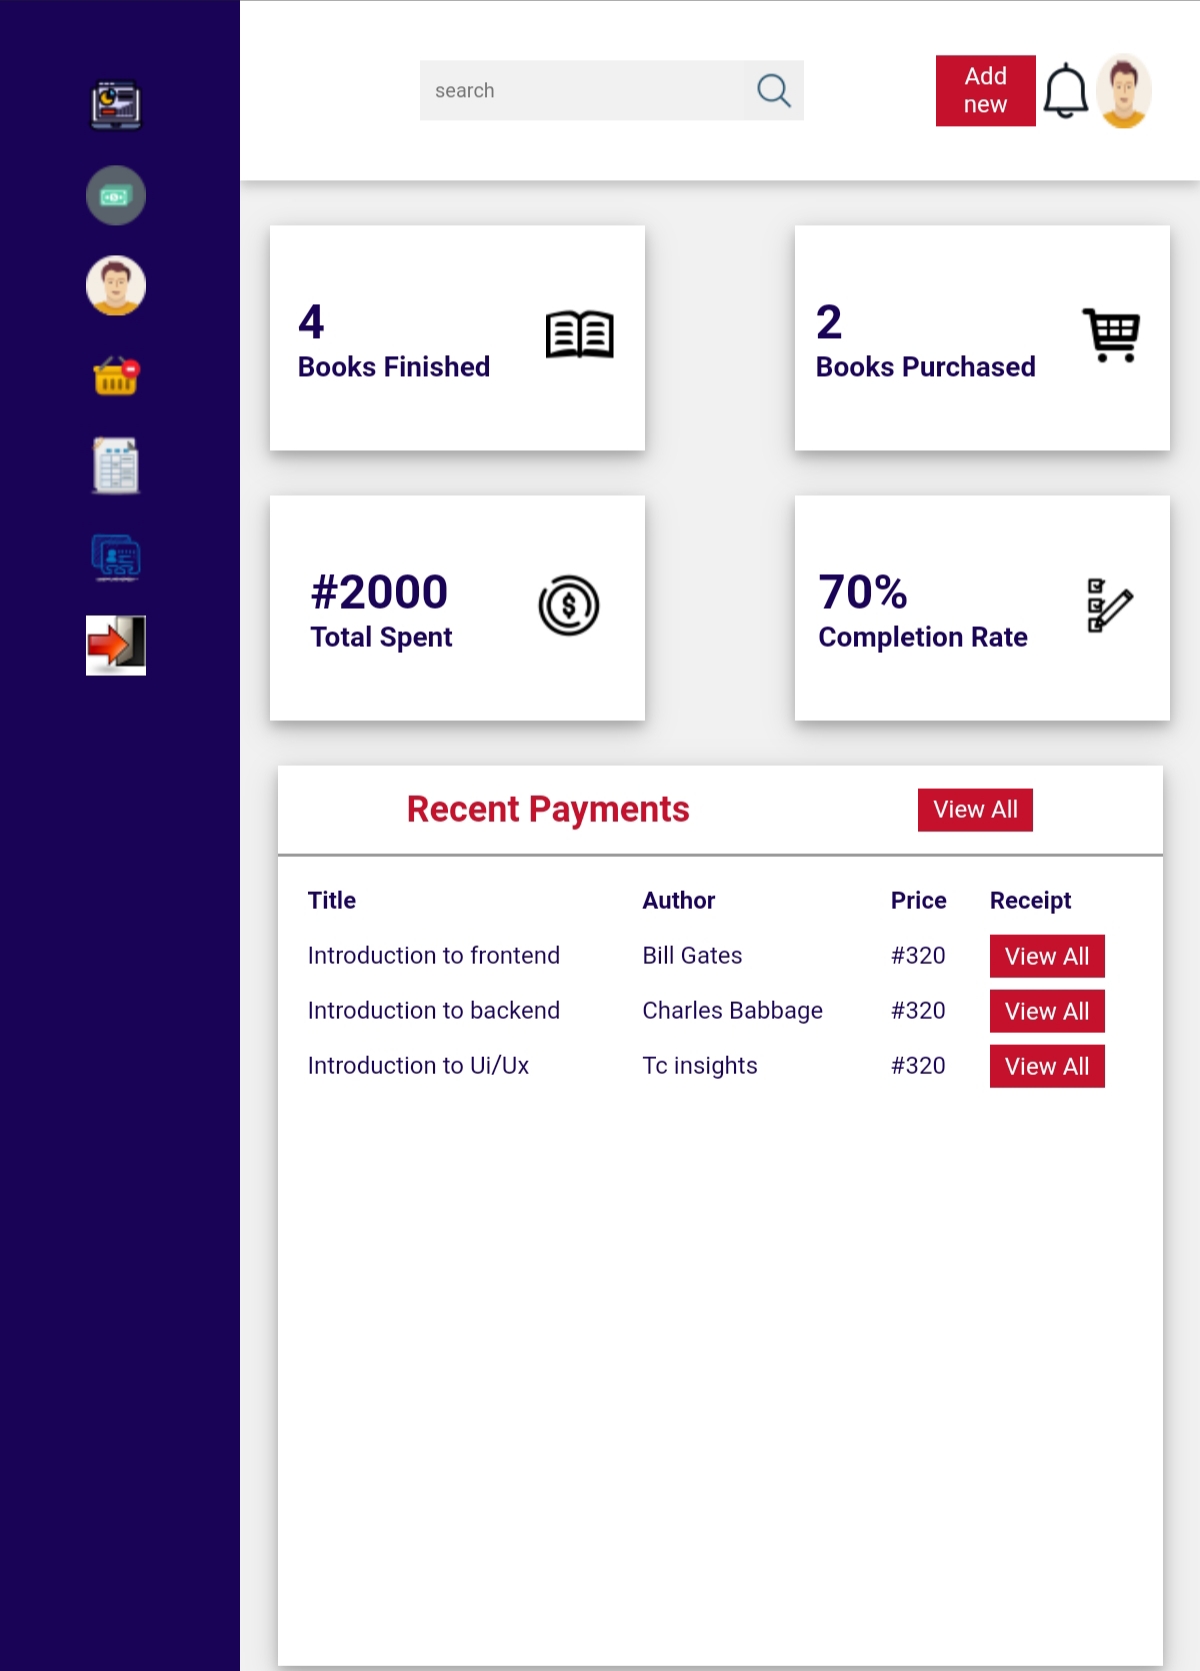 search
Add
new
4
Books Finished
2
Books Purchased
#2000
Total Spent
70%
Completion Rate
Recent Payments
View All
Title Author Price Receipt
Introduction to frontend Bill Gates #320 View All
Introduction to backend Charles Babbage #320 View All
Introduction to Ui/Ux Tc insights #320 View All